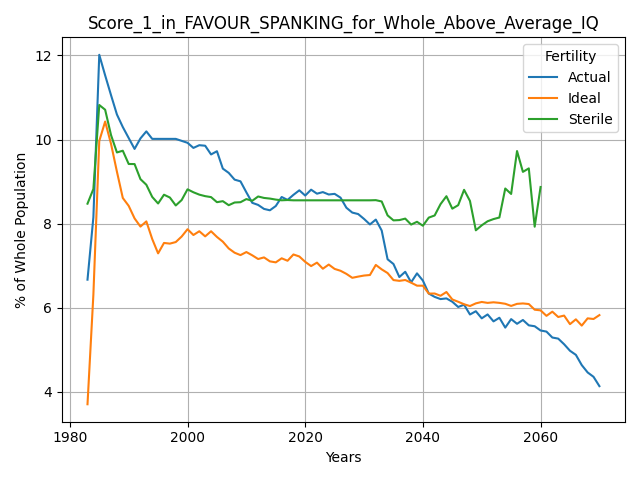 Score_1_in_FAVOUR_SPANKING_for_Whole_Above_Average_IQ
Fertility
Actual
Ideal
Sterile
% of Whole Population
12
10
8
6
4
1980 2000 2020 2040 2060
Years